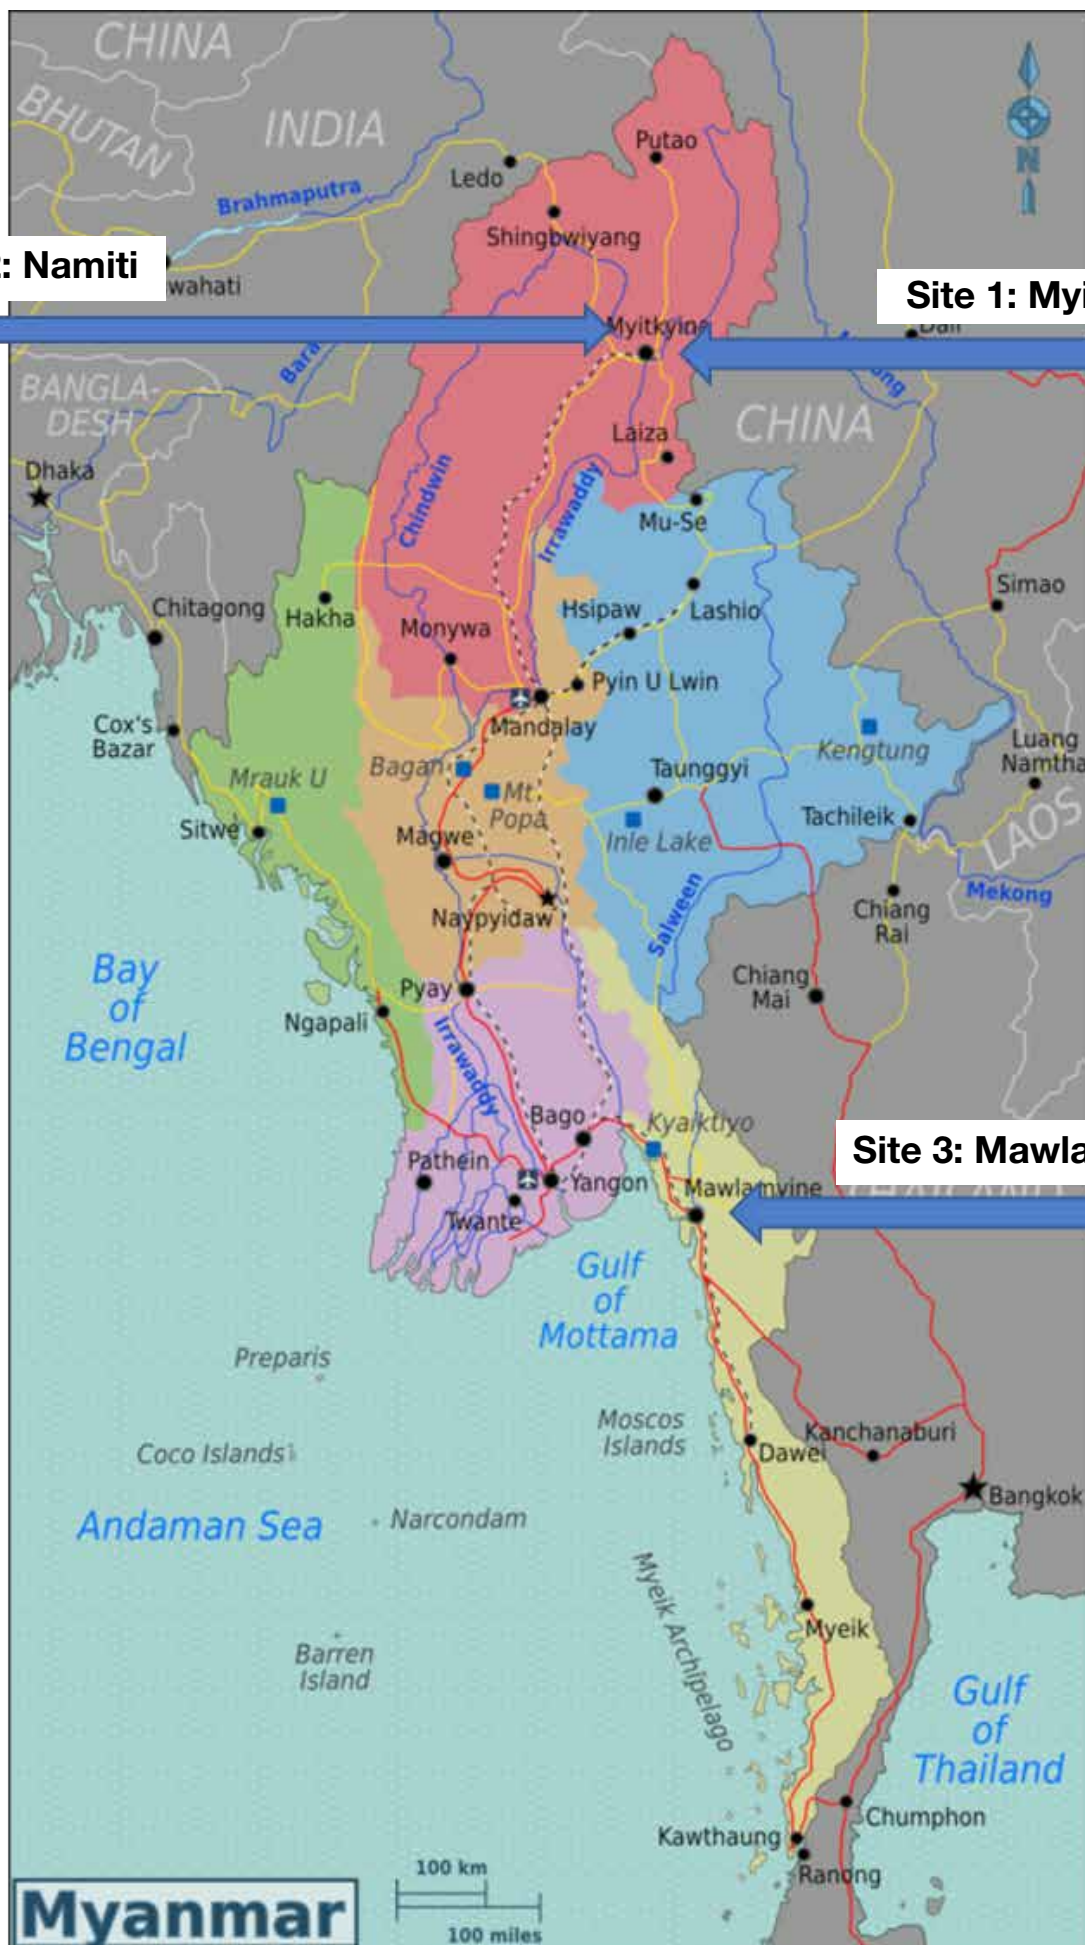 CHINA
BHUTAN
INDIA
Putao
N
Ledo
Brahmaputra
Shingbwiyang
: Namiti
wahati
Site 1: Myi
Myitkyina
Dali
BANGLA-
DESH
CHINA
Dhaka
Laiza
Chindwin
Irrawaddy
Mu-Se
Simao
Chitagong
Hakha
Hsipaw
Lashio
Monywa
Pyin U Lwin
Cox's
Bazar
Mandalay
Kengtung
Luang
Namtha
Mrauk U
Bagan
Mt
Popa
Taunggyi
Sitwe
Magwe
Inle Lake
Tachileik
LAOS
Mekong
Naypyidaw
Salween
Chiang
Rai
Bay
of
Bengal
Pyay
Chiang
Mai
Ngapali
Irrawaddy
Bago
Kyaiktiyo
Site 3: Mawla
Pathein
Yangon
Mawlamyine
Twante
Gulf
of
Mottama
Preparis
Moscos
Islands
Kanchanaburi
Coco Islands
Dawei
Bangkok
Andaman Sea
Narcondam
Myeik Archipelago
Myeik
Barren
Island
Gulf
of
Thailand
Chumphon
Kawthaung
Ranong
100 km
100 miles
Myanmar